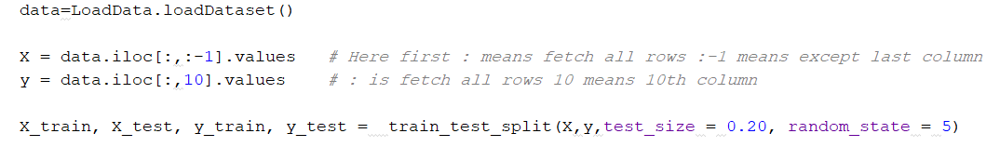 data=LoadData.loadDataset()
X = data.iloc[:,:-1].values   # Here first : means fetch all rows :-1 means except last column
y = data.iloc[:,10].values    # : is fetch all rows 10 means 10th column
X_train, X_test, y_train, y_test =  train_test_split(X,y,test_size = 0.20, random_state = 5)